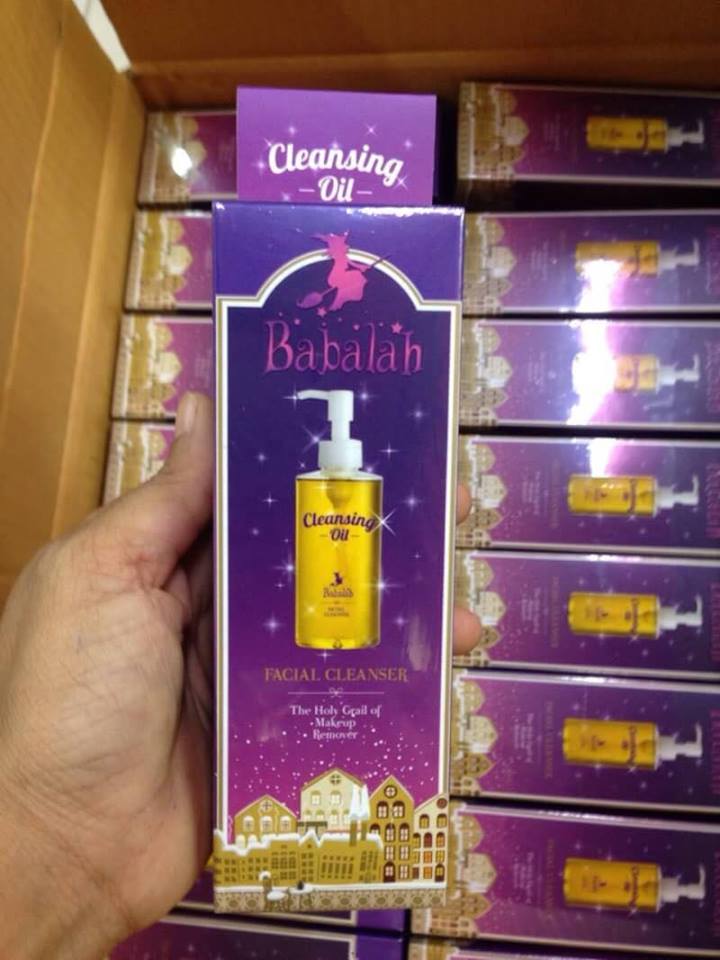 Cleansing
Oil
Babalah
Cleansing
Oil
Babalah
FACIAL CLEANSER
The Holy Grail of
Makeup
Remover